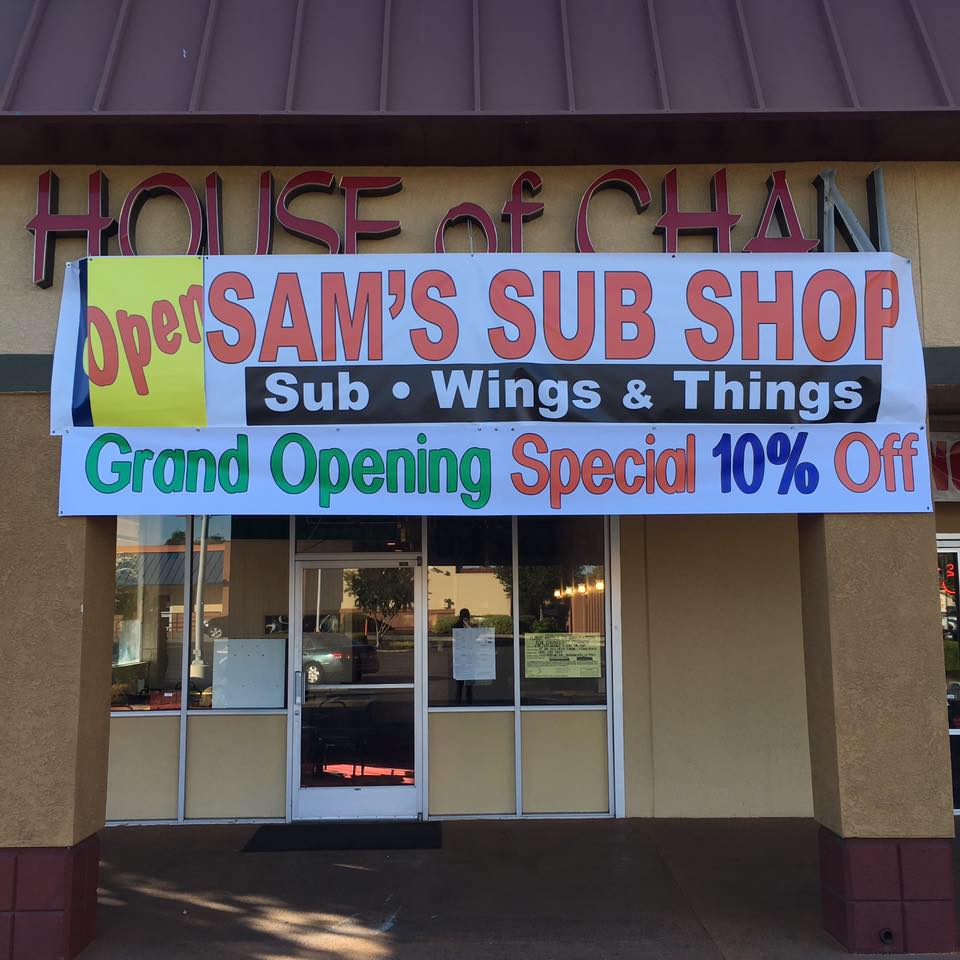 HOUSE of CHAN
Open
SAM'S SUB SHOP
Sub • Wings & Things
Grand Opening Special 10% Off